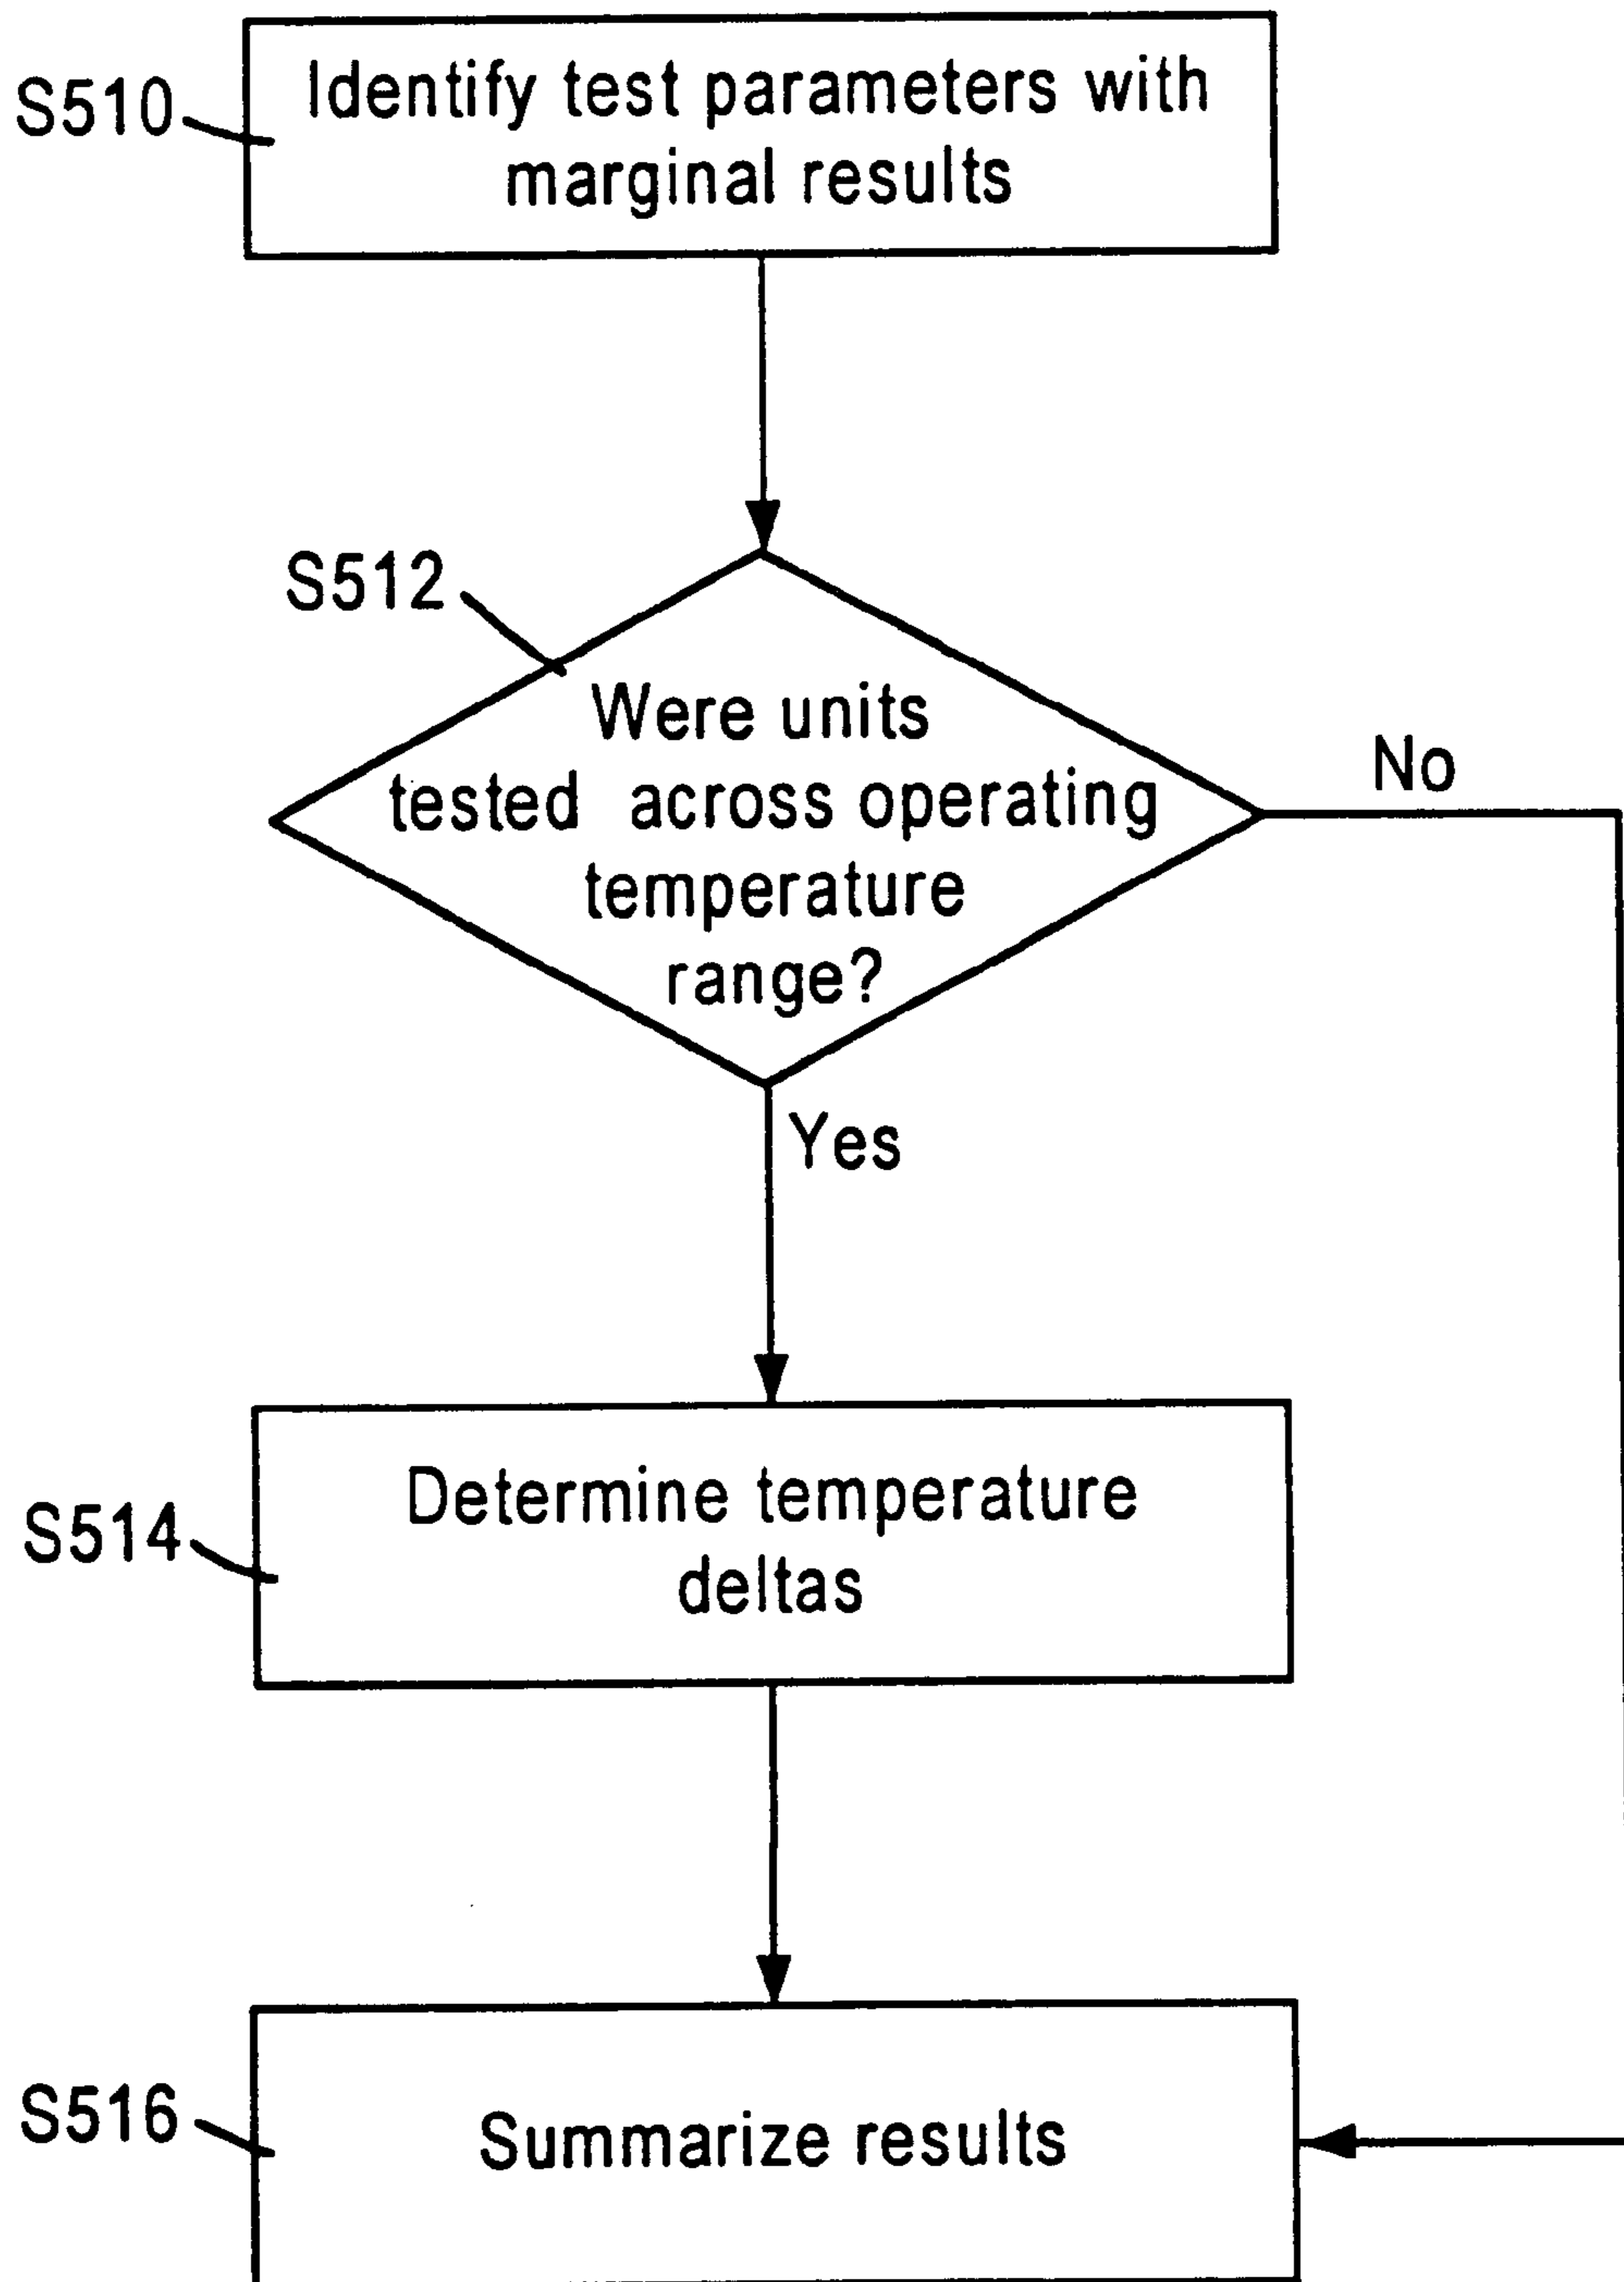 S510
Identify test parameters with
marginal results
S512
Were units
tested across operating
temperature
range?
No
Yes
S514
Determine temperature
deltas
S516
Summarize results